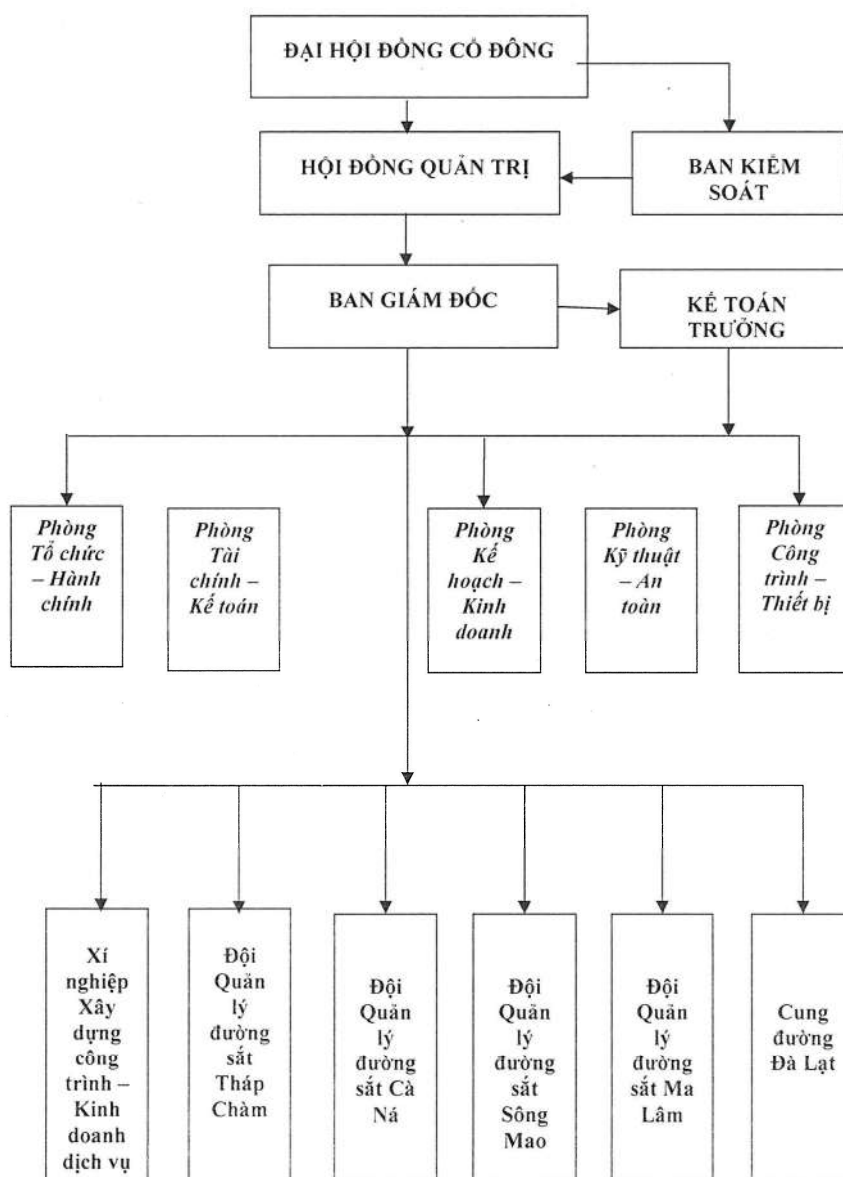 ĐẠI HỘI ĐỒNG CỔ ĐÔNG
HỘI ĐỒNG QUẢN TRỊ
BAN KIỂM
SOÁT
BAN GIÁM ĐỐC
KẾ TOÁN
TRƯỞNG
Phòng
Tổ chức
– Hành
chính
Phòng
Tài
chính –
Kế toán
Phòng
Kế
hoạch –
Kinh
doanh
Phòng
Kỹ thuật
– An
toàn
Phòng
Công
trình –
Thiết bị
Xí
nghiệp
Xây
dựng
công
trình –
Kinh
doanh
dịch vụ
Đội
Quản
lý
đường
sắt
Tháp
Chàm
Đội
Quản
lý
đường
sắt Cà
Ná
Đội
Quản
lý
đường
sắt
Sông
Mao
Đội
Quản
lý
đường
sắt Ma
Lâm
Cung
đường
Đà Lạt